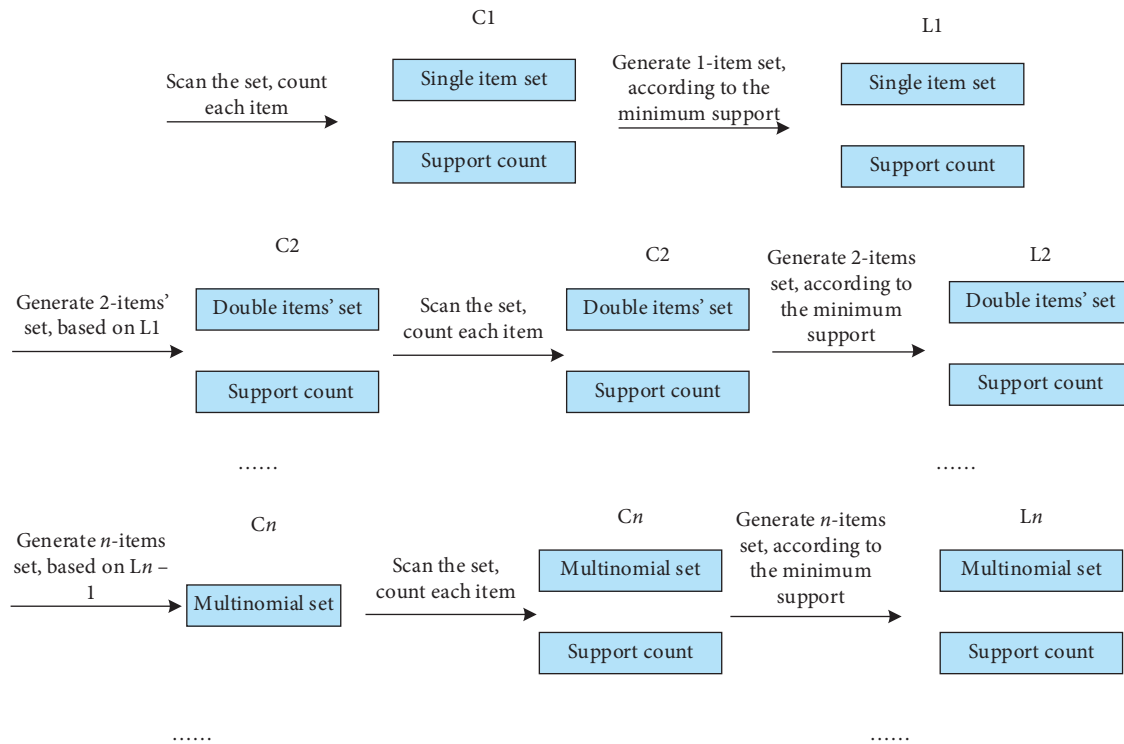 C1
L1
Scan the set, count
each item
Single item set
Support count
Generate 1-item set,
according to the
minimum support
Single item set
Support count
C2
C2
L2
Generate 2-items’
set, based on L1
Double items’ set
Support count
Scan the set,
count each item
Double items’ set
Support count
Generate 2-items
set, according to
the minimum
support
Double items’ set
Support count
......
......
Cn
Cn
Ln
Generate n-items
set, based on Ln –
1
Multinomial set
Scan the set,
count each item
Multinomial set
Support count
Generate n-items
set, according to
the minimum
support
Multinomial set
Support count
......
......